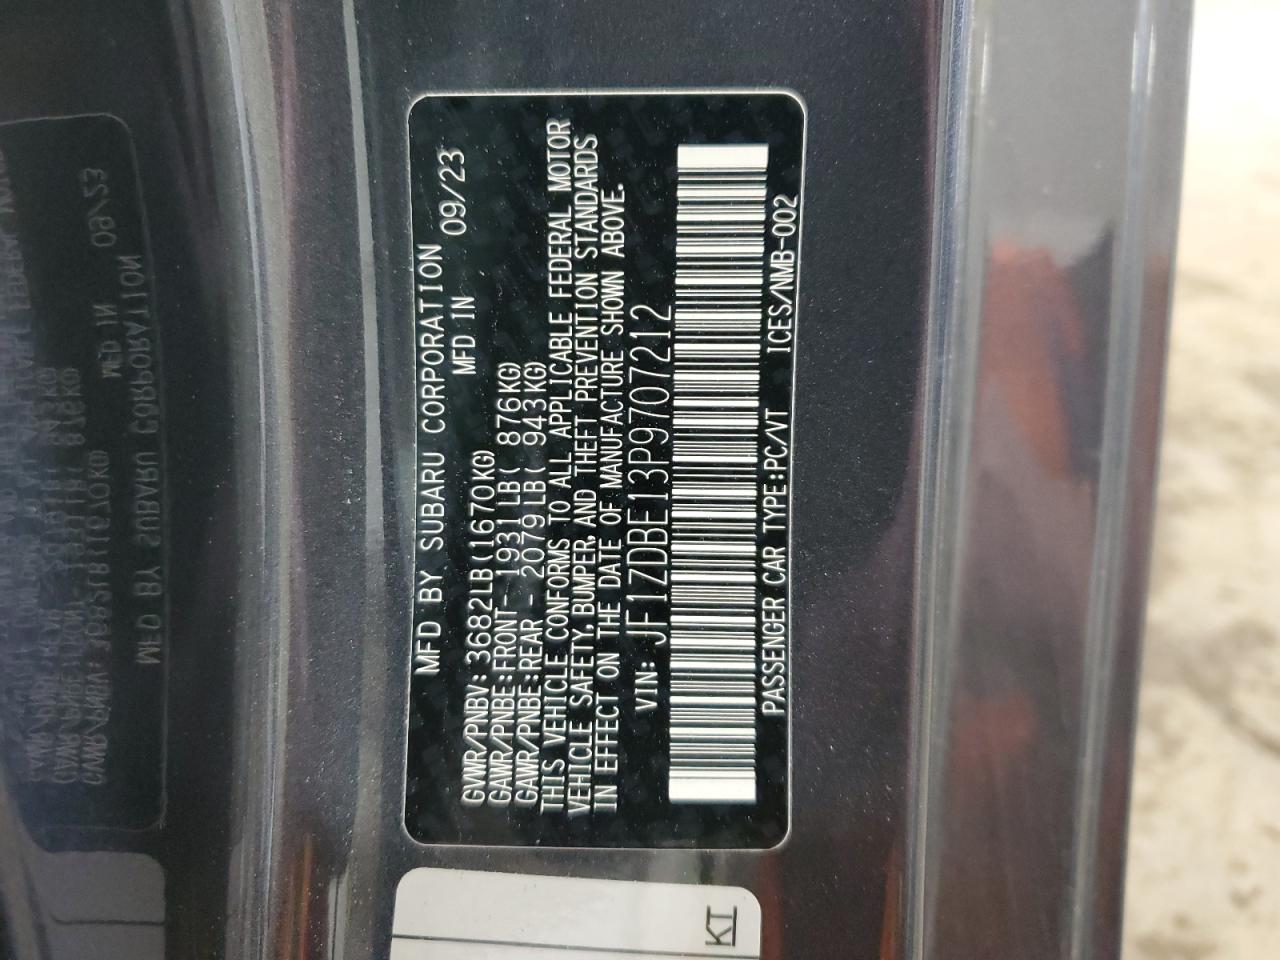 MFD BY SUBARU CORPORATION
MFD IN 09/23
GVWR/PNBV: 3682LB(1670KG)
GAWR/PNBE:FRONT- 1931LB( 876KG)
GAWR/PNBE:REAR - 2079LB( 943KG)
THIS VEHICLE CONFORMS TO ALL APPLICABLE FEDERAL MOTOR
VEHICLE SAFETY,BUMPER,AND THEFT PREVENTION STANDARDS
IN EFFECT ON THE DATE OF MANUFACTURE SHOWN ABOVE.
VIN: JF1ZDBE13P9707212
PASSENGER CAR TYPE:PC/VT ICES/NMB-002
KI